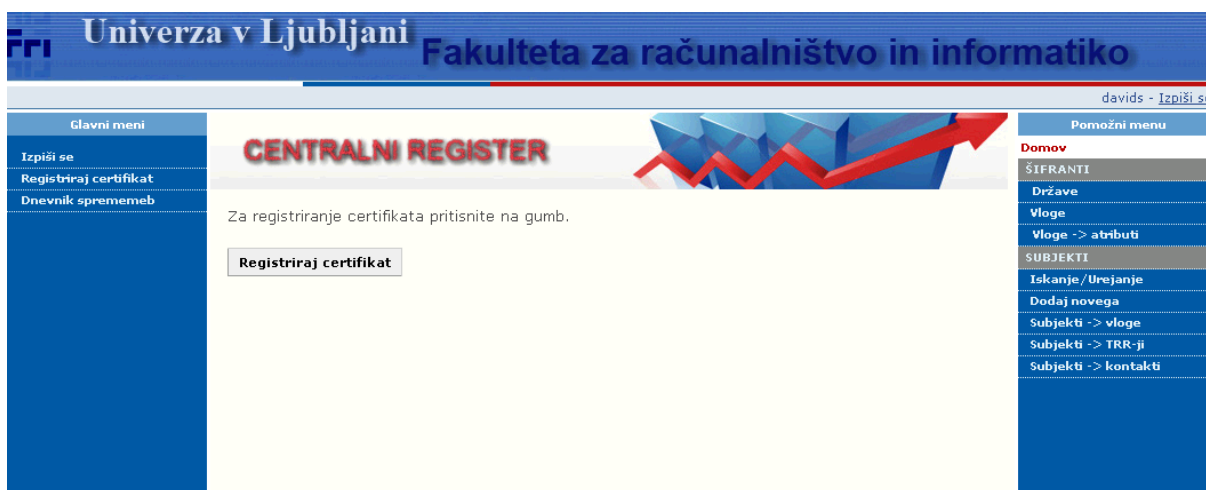 fri
Univerza v Ljubljani
Fakulteta za računalništvo in informatiko
davids - Izpiši se
Glavni meni
Izpiši se
Registriraj certifikat
Dnevnik sprememeb
CENTRALNI REGISTER
Za registriranje certifikata pritisnite na gumb.
Registriraj certifikat
Pomožni menu
Domov
ŠIFRANTI
Države
Vloge
Vloge -> atributi
SUBJEKTI
Iskanje/Urejanje
Dodaj novega
Subjekti -> vloge
Subjekti -> TRR-ji
Subjekti -> kontakti